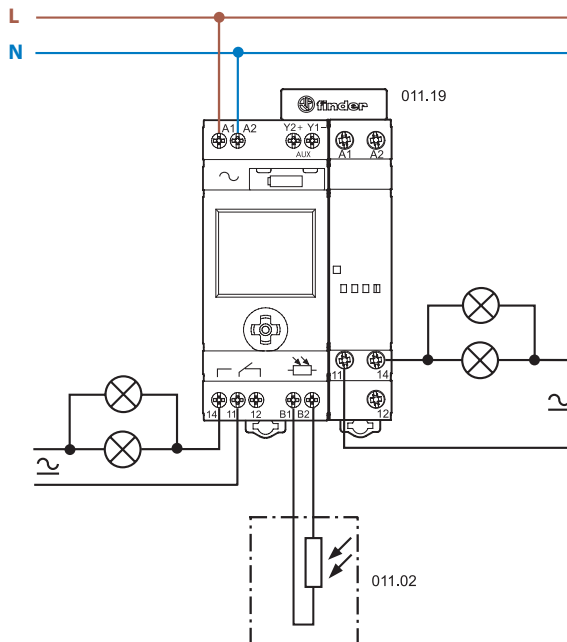 L
N
finder
011.19
A1 A2 Y2+ Y1−
AUX
A1 A2
11 14
14 11 12 B1 B2
12
011.02